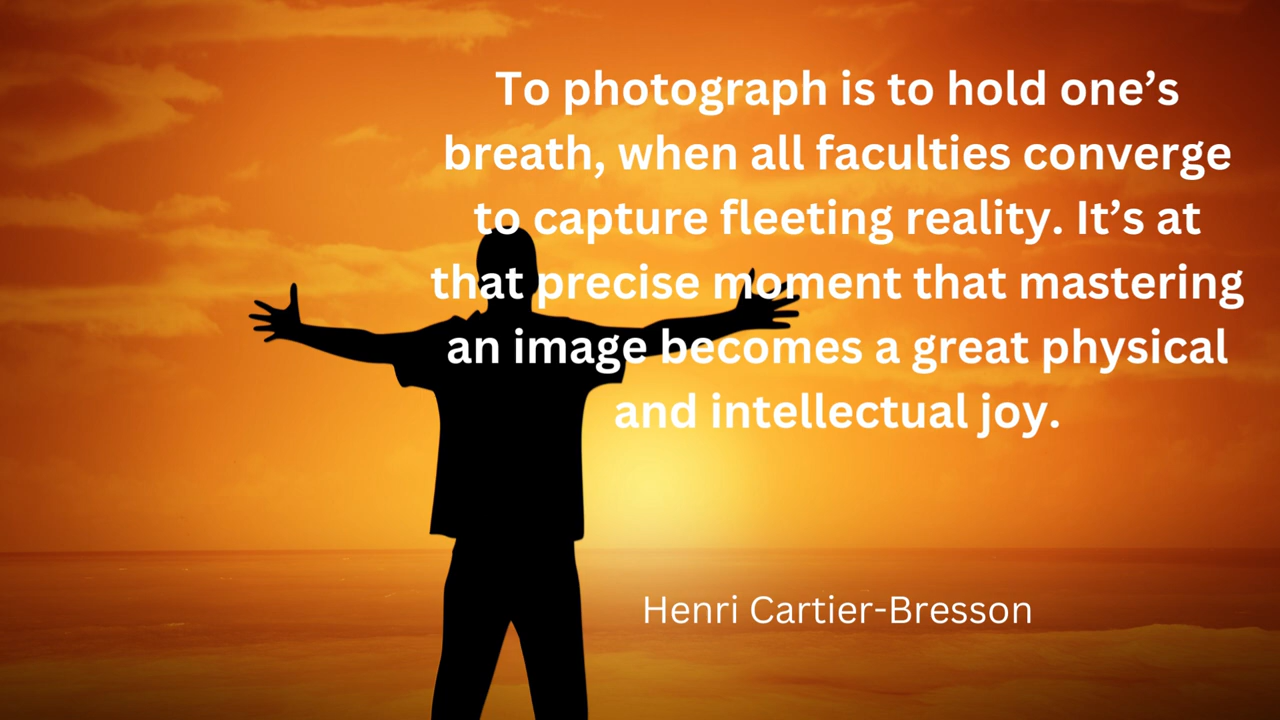 To photograph is to hold one’s
breath, when all faculties converge
to capture fleeting reality. It’s at
that precise moment that mastering
an image becomes a great physical
and intellectual joy.
Henri Cartier-Bresson